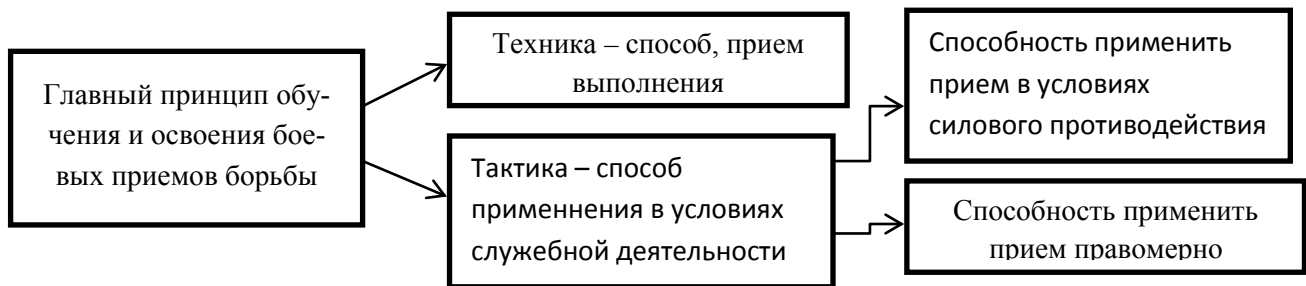 Главный принцип обу-
чения и освоения бое-
вых приемов борьбы
Техника – способ, прием
выполнения
Тактика – способ
применнения в условиях
служебной деятельности
Способность применить
прием в условиях
силового противодействия
Способность применить
прием правомерно